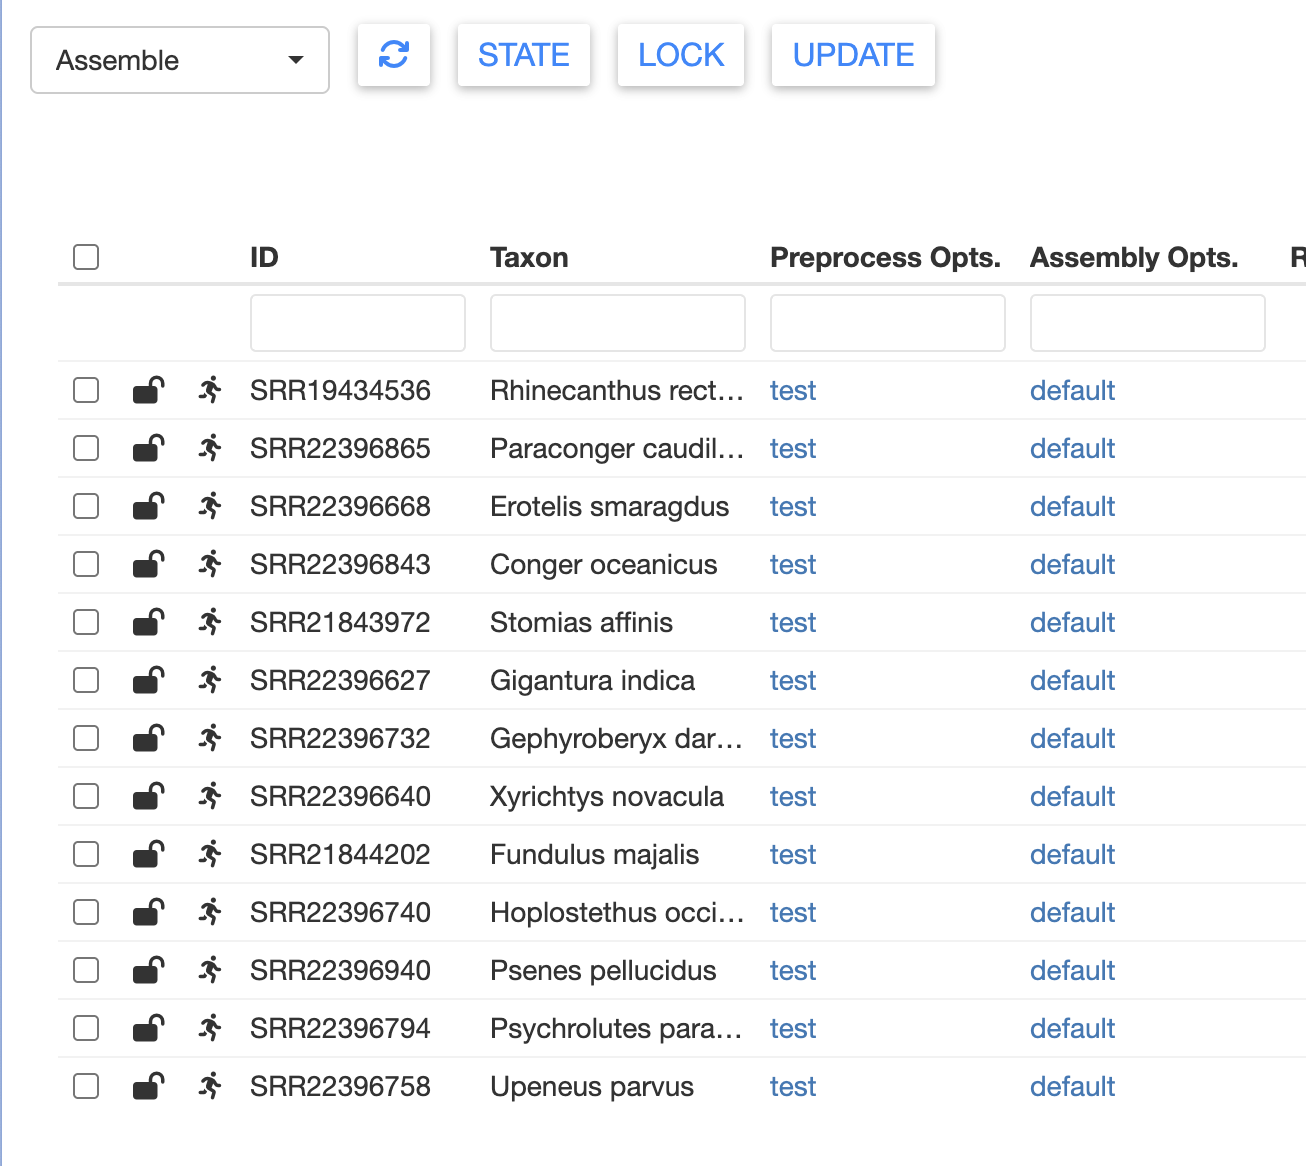 Assemble STATE LOCK UPDATE
ID Taxon Preprocess Opts. Assembly Opts. R
SRR19434536 Rhinecanthus rect... test default
SRR22396865 Paraconger caudil... test default
SRR22396668 Erotelis smaragdus test default
SRR22396843 Conger oceanicus test default
SRR21843972 Stomias affinis test default
SRR22396627 Gigantura indica test default
SRR22396732 Gephyroberyx dar... test default
SRR22396640 Xyrichtys novacula test default
SRR21844202 Fundulus majalis test default
SRR22396740 Hoplostethus occi... test default
SRR22396940 Psenes pellucidus test default
SRR22396794 Psychrolutes para... test default
SRR22396758 Upeneus parvus test default